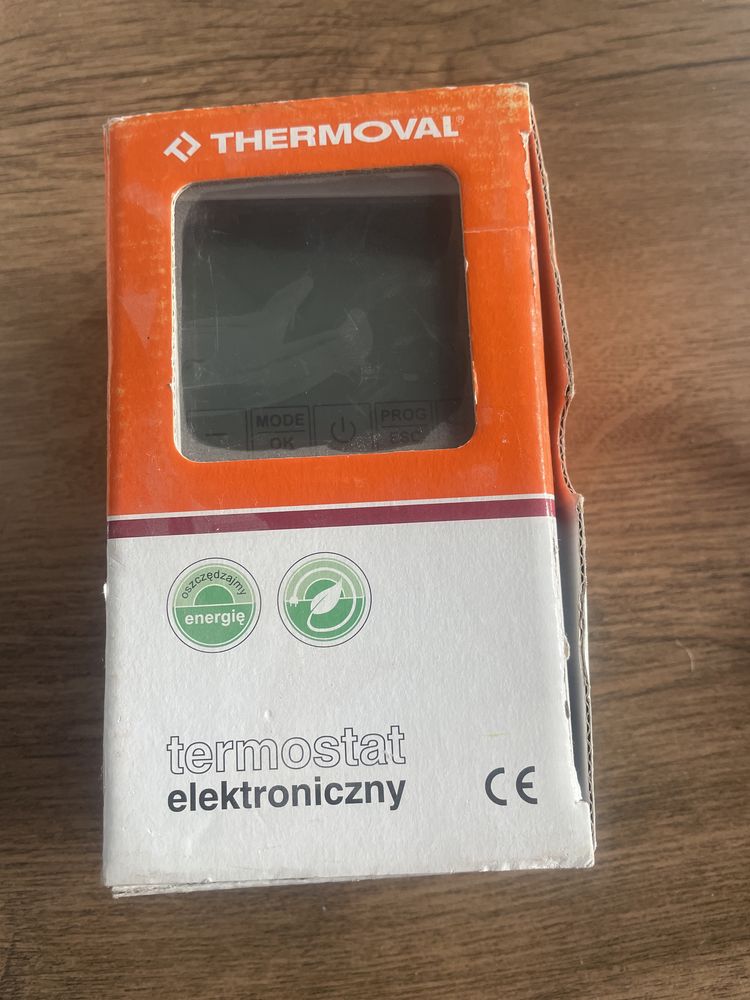 THERMOVAL®
MODE
OK
PROG
ESC
oszczędzajmy
energię
termostat
elektroniczny
CE